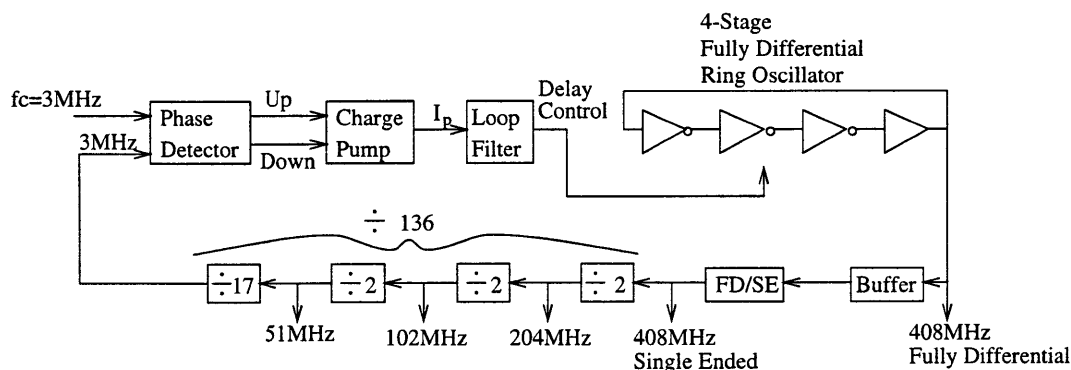 4-Stage
Fully Differential
Ring Oscillator
fc=3MHz
Phase
Detector
Up
Down
Charge
Pump
Ip
Loop
Filter
Delay
Control
3MHz
÷ 136
÷17
÷2
÷2
÷2
FD/SE
Buffer
51MHz
102MHz
204MHz
408MHz
Single Ended
408MHz
Fully Differential